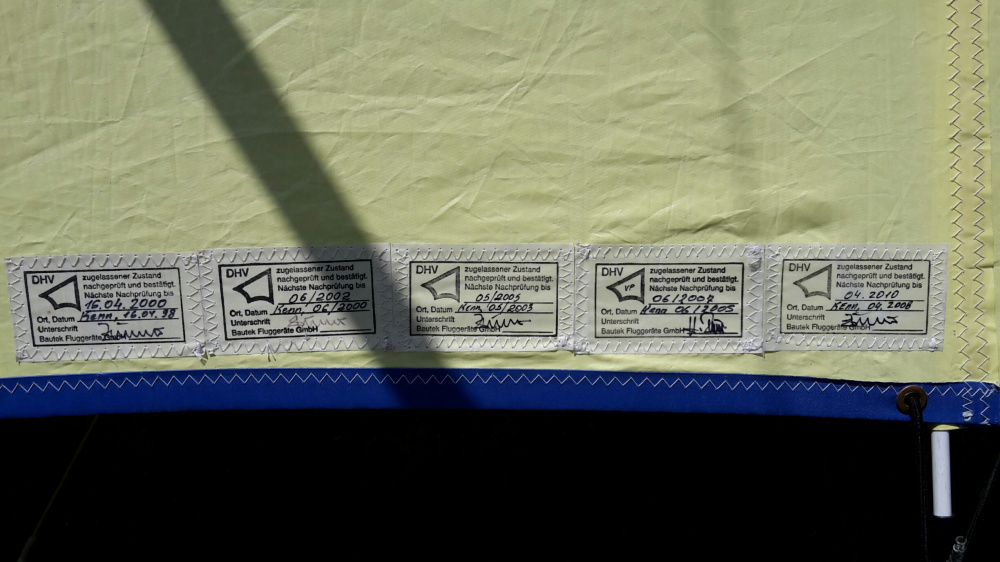 DHV
zugelassener Zustand
nachgeprüft und bestätigt.
Nächste Nachprüfung bis
16.04.2000
Ort, Datum Kenn, 16.04.98
Unterschrift
Bautek Fluggeräte
DHV
zugelassener Zustand
nachgeprüft und bestätigt.
Nächste Nachprüfung bis
06/2002
Ort, Datum Kenn, 06/2000
Unterschrift
Bautek Fluggeräte GmbH
DHV
zugelassener Zustand
nachgeprüft und bestätigt.
Nächste Nachprüfung bis
05/2005
Ort, Datum Kenn, 05/2003
Unterschrift
Bautek Fluggeräte GmbH
DHV
VP
zugelassener Zustand
nachgeprüft und bestätigt.
Nächste Nachprüfung bis
Ort, Datum Kenn 06/2005
Unterschrift
Bautek Fluggeräte GmbH
DHV
zugelassener Zustand
nachgeprüft und bestätigt.
Nächste Nachprüfung bis
04.2010
Ort, Datum Kenn, 04.2008
Unterschrift
Bautek Fluggeräte GmbH